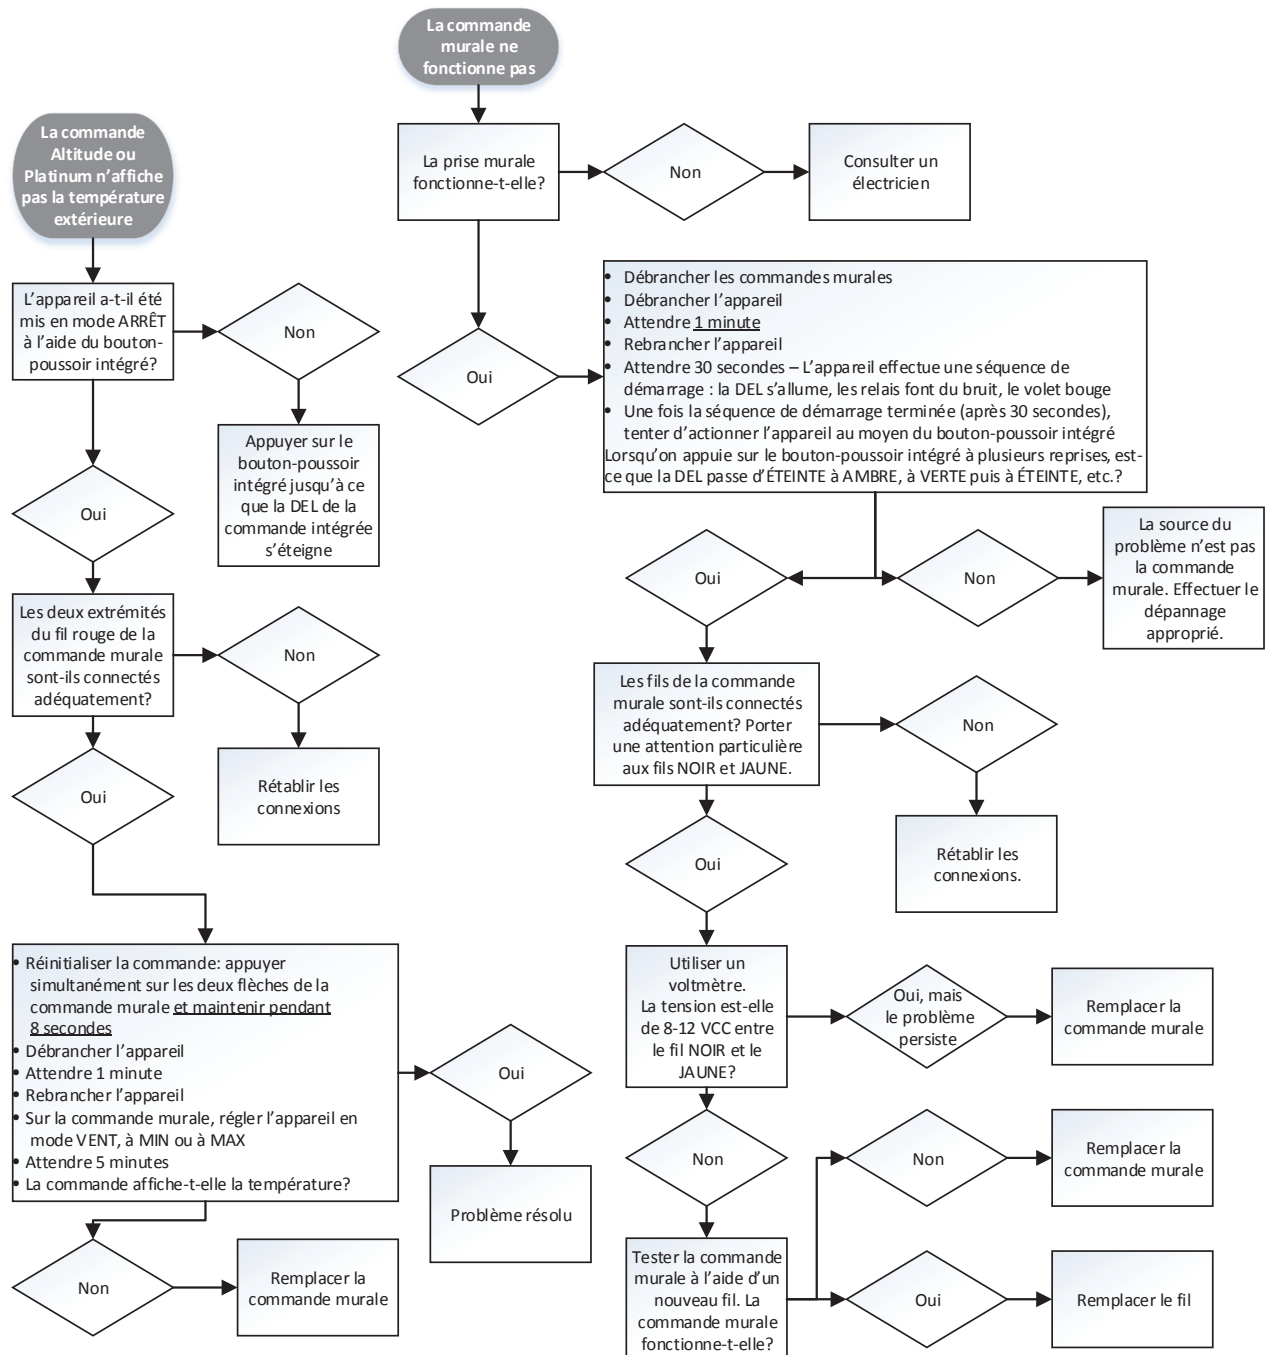 La commande
murale ne
fonctionne pas
La prise murale
fonctionne-t-elle?
Non
Consulter un
électricien
Oui
• Débrancher les commandes murales
• Débrancher l’appareil
• Attendre 1 minute
• Rebrancher l’appareil
• Attendre 30 secondes – L’appareil effectue une séquence de
démarrage : la DEL s’allume, les relais font du bruit, le volet bouge
• Une fois la séquence de démarrage terminée (après 30 secondes),
tenter d’actionner l’appareil au moyen du bouton-poussoir intégré
Lorsqu’on appuie sur le bouton-poussoir intégré à plusieurs reprises, est-
ce que la DEL passe d’ÉTEINTE à AMBRE, à VERTE puis à ÉTEINTE, etc.?
Oui
Non
La source du
problème n’est pas
la commande
murale. Effectuer le
dépannage
approprié.
Les fils de la commande
murale sont-ils connectés
adéquatement? Porter
une attention particulière
aux fils NOIR et JAUNE.
Non
Rétablir les
connexions.
Oui
Utiliser un
voltmètre.
La tension est-elle
de 8-12 VCC entre
le fil NOIR et le
JAUNE?
Oui, mais
le problème
persiste
Remplacer la
commande murale
Non
Tester la commande
murale à l’aide d’un
nouveau fil. La
commande murale
fonctionne-t-elle?
Non
Remplacer la
commande murale
Oui
Remplacer le fil
La commande
Altitude ou
Platinum n’affiche
pas la température
extérieure
L’appareil a-t-il été
mis en mode ARRÊT
à l’aide du bouton-
poussoir intégré?
Non
Appuyer sur le
bouton-poussoir
intégré jusqu’à ce
que la DEL de la
commande intégrée
s’éteigne
Oui
Les deux extrémités
du fil rouge de la
commande murale
sont-ils connectés
adéquatement?
Non
Rétablir les
connexions
Oui
• Réinitialiser la commande: appuyer
simultanément sur les deux flèches de la
commande murale et maintenir pendant
8 secondes
• Débrancher l’appareil
• Attendre 1 minute
• Rebrancher l’appareil
• Sur la commande murale, régler l’appareil en
mode VENT, à MIN ou à MAX
• Attendre 5 minutes
• La commande affiche-t-elle la température?
Oui
Problème résolu
Non
Remplacer la
commande murale